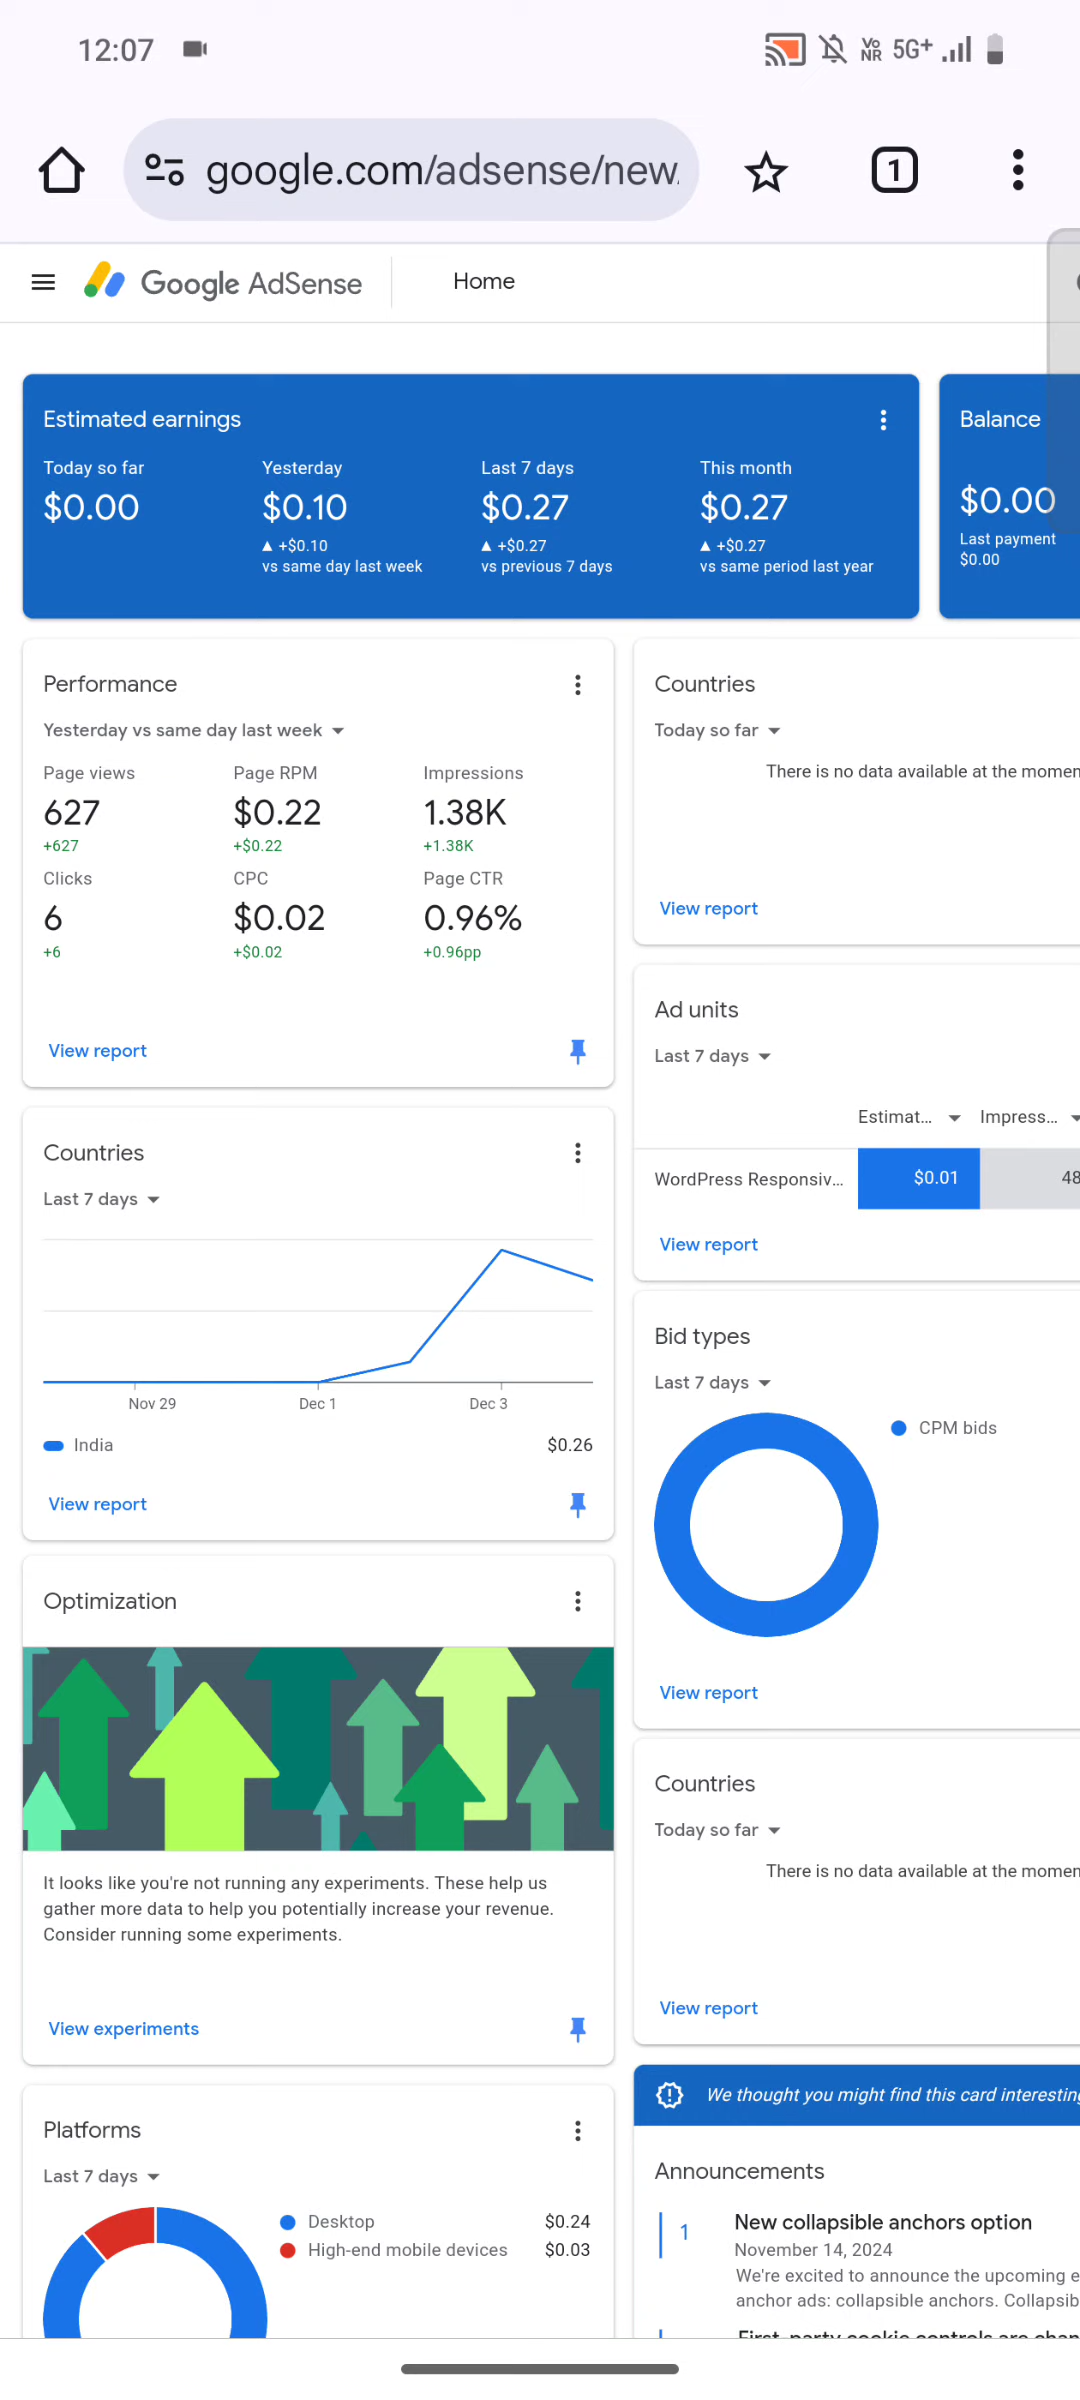 12:07
VoNR 5G+
google.com/adsense/new
1
Google AdSense
Home
Estimated earnings
Today so far
$0.00
Yesterday
$0.10
+$0.10
vs same day last week
Last 7 days
$0.27
+$0.27
vs previous 7 days
This month
$0.27
+$0.27
vs same period last year
Balance
$0.00
Last payment
$0.00
Performance
Yesterday vs same day last week
Page views
627
+627
Page RPM
$0.22
+$0.22
Impressions
1.38K
+1.38K
Clicks
6
+6
CPC
$0.02
+$0.02
Page CTR
0.96%
+0.96pp
View report
Countries
Last 7 days
Nov 29
Dec 1
Dec 3
India
$0.26
View report
Optimization
It looks like you're not running any experiments. These help us
gather more data to help you potentially increase your revenue.
Consider running some experiments.
View experiments
Platforms
Last 7 days
Desktop $0.24
High-end mobile devices $0.03
Countries
Today so far
There is no data available at the momen
View report
Ad units
Last 7 days
Estimat... Impress...
WordPress Responsiv... $0.01 48
View report
Bid types
Last 7 days
CPM bids
View report
Countries
Today so far
There is no data available at the momen
View report
We thought you might find this card interesting
Announcements
1
New collapsible anchors option
November 14, 2024
We're excited to announce the upcoming e
anchor ads: collapsible anchors. Collapsib
First-party cookie controls are chan